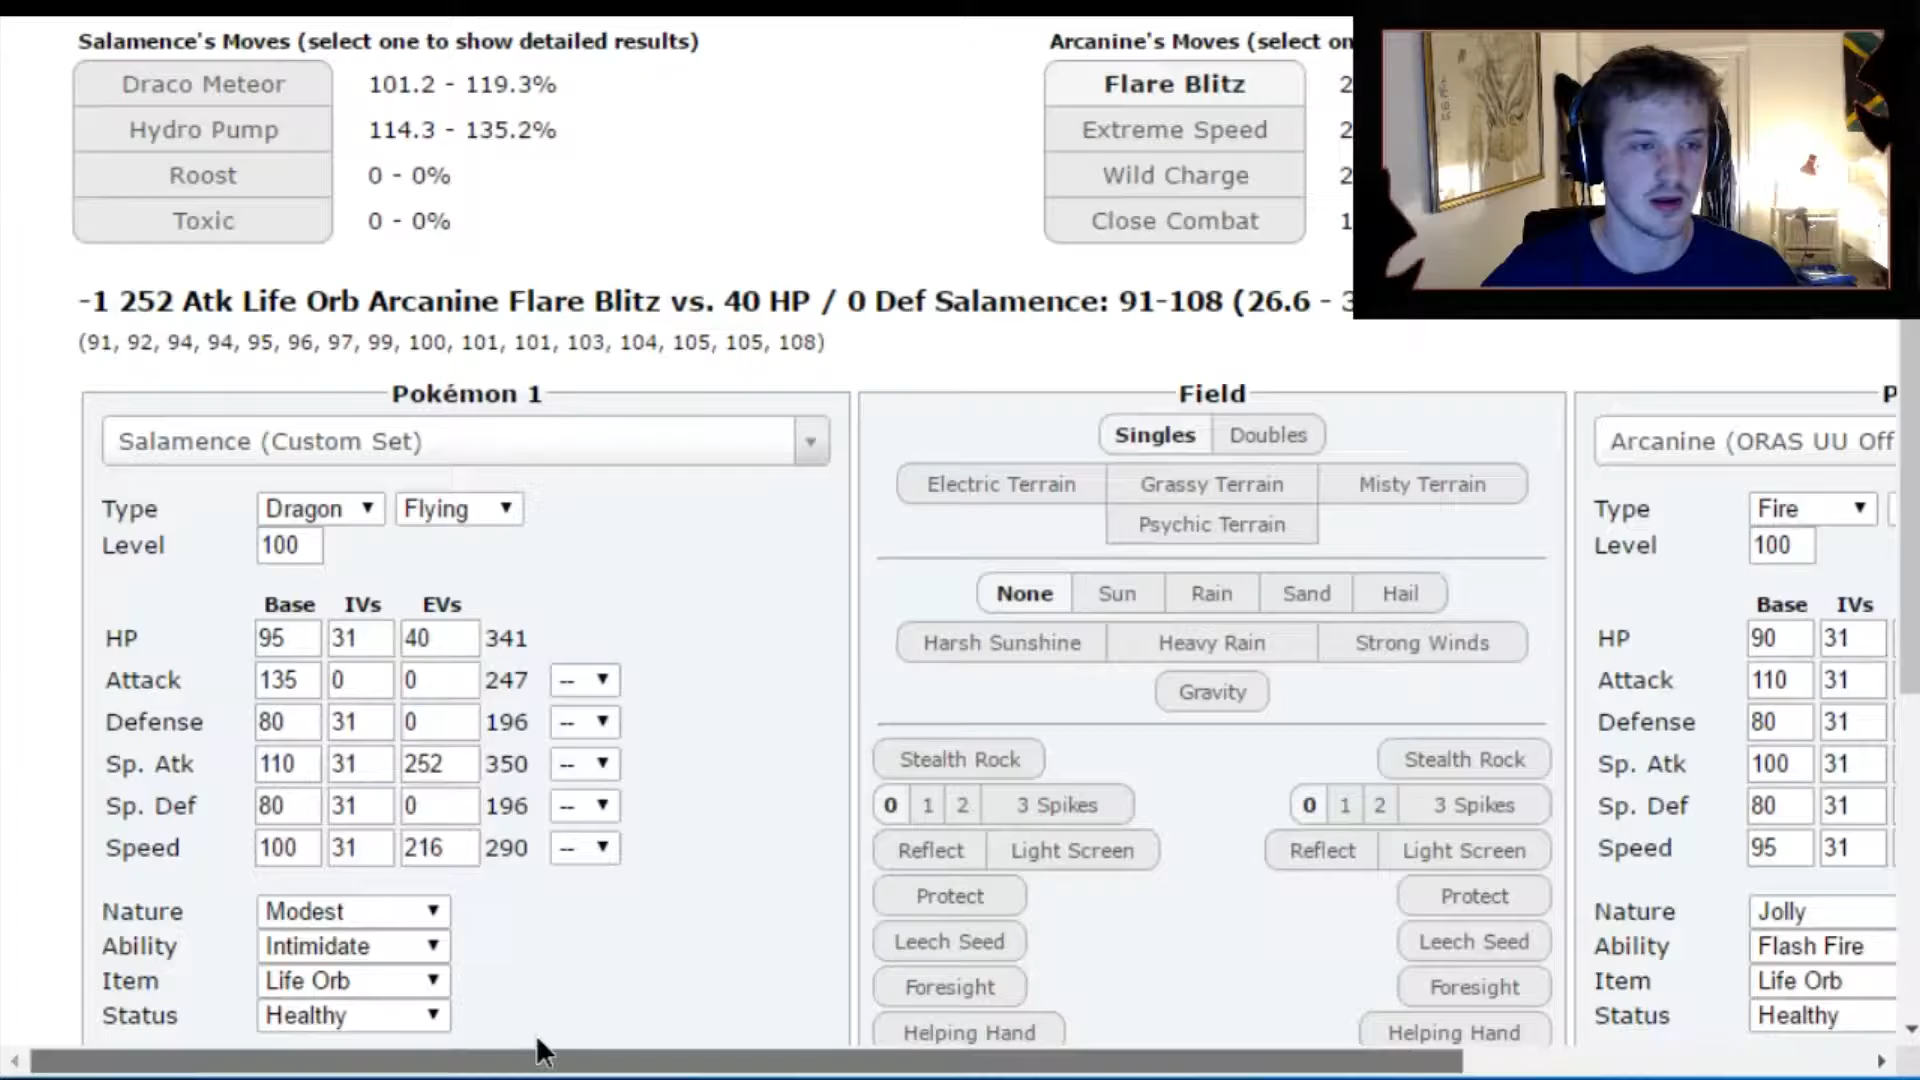 Salamence's Moves (select one to show detailed results)
Draco Meteor 101.2 - 119.3%
Hydro Pump 114.3 - 135.2%
Roost 0 - 0%
Toxic 0 - 0%
Arcanine's Moves (select on
Flare Blitz 2
Extreme Speed 2
Wild Charge 2
Close Combat 1
-1 252 Atk Life Orb Arcanine Flare Blitz vs. 40 HP / 0 Def Salamence: 91-108 (26.6 - 3
(91, 92, 94, 94, 95, 96, 97, 99, 100, 101, 101, 103, 104, 105, 105, 108)
Pokémon 1
Salamence (Custom Set)
Type Dragon Flying
Level 100
Base IVs EVs
HP 95 31 40 341
Attack 135 0 0 247 --
Defense 80 31 0 196 --
Sp. Atk 110 31 252 350 --
Sp. Def 80 31 0 196 --
Speed 100 31 216 290 --
Nature Modest
Ability Intimidate
Item Life Orb
Status Healthy
Field
Singles Doubles
Electric Terrain Grassy Terrain Misty Terrain
Psychic Terrain
None Sun Rain Sand Hail
Harsh Sunshine Heavy Rain Strong Winds
Gravity
Stealth Rock Stealth Rock
0 1 2 3 Spikes 0 1 2 3 Spikes
Reflect Light Screen Reflect Light Screen
Protect Protect
Leech Seed Leech Seed
Foresight Foresight
Helping Hand Helping Hand
P
Arcanine (ORAS UU Off
Type Fire
Level 100
Base IVs
HP 90 31
Attack 110 31
Defense 80 31
Sp. Atk 100 31
Sp. Def 80 31
Speed 95 31
Nature Jolly
Ability Flash Fire
Item Life Orb
Status Healthy